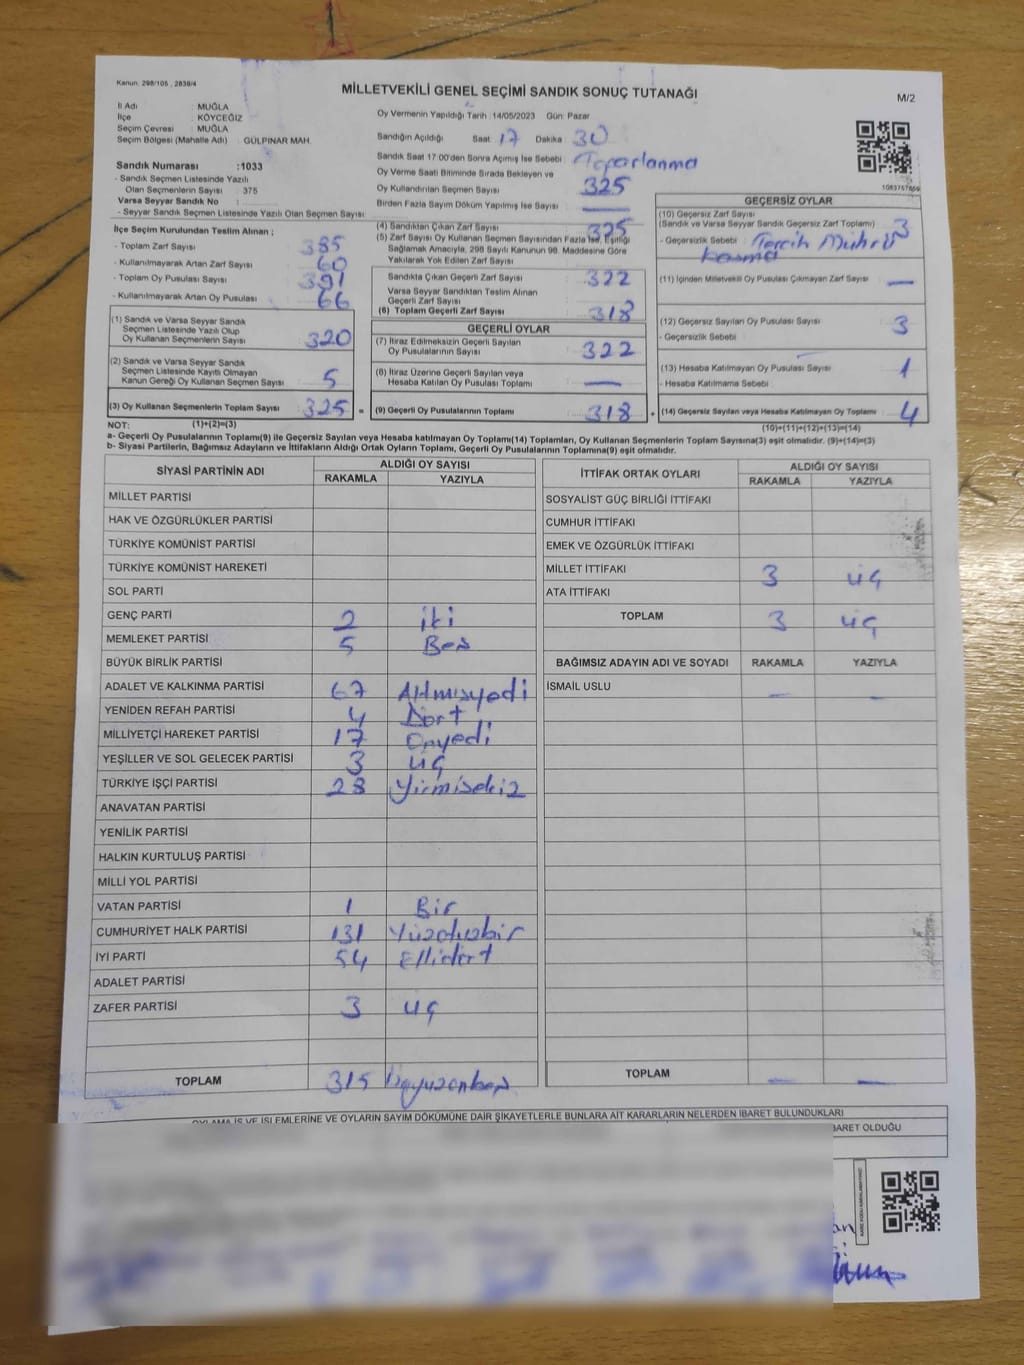 Kanun. 298/105 , 2839/4
MİLLETVEKİLİ GENEL SEÇİMİ SANDIK SONUÇ TUTANAĞI
M/2
İl Adı : MUĞLA
İlçe : KÖYCEĞİZ
Seçim Çevresi : MUĞLA
Seçim Bölgesi (Mahalle Adı) : GÜLPINAR MAH.
Sandık Numarası :1033
- Sandık Seçmen Listesinde Yazılı
Olan Seçmenlerin Sayısı : 375
Varsa Seyyar Sandık No :
- Seyyar Sandık Seçmen Listesinde Yazılı Olan Seçmen Sayısı:
İlçe Seçim Kurulundan Teslim Alınan ;
- Toplam Zarf Sayısı : 385
- Kullanılmayarak Artan Zarf Sayısı : 60
- Toplam Oy Pusulası Sayısı : 391
- Kullanılmayarak Artan Oy Pusulası : 66
Oy Vermenin Yapıldığı Tarih : 14/05/2023 Gün: Pazar
Sandığın Açıldığı Saat 17 Dakika 30
Sandık Saat 17:00'den Sonra Açılmış İse Sebebi : Toparlanma
Oy Verme Saati Bitiminde Sırada Bekleyen ve
Oy Kullandırılan Seçmen Sayısı : 325
Birden Fazla Sayım Döküm Yapılmış İse Sayısı :
(1) Sandık ve Varsa Seyyar Sandık
Seçmen Listesinde Yazılı Olup
Oy Kullanan Seçmenlerin Sayısı : 320
(2) Sandık ve Varsa Seyyar Sandık
Seçmen Listesinde Kayıtlı Olmayan
Kanun Gereği Oy Kullanan Seçmen Sayısı : 5
(3) Oy Kullanan Seçmenlerin Toplam Sayısı : 325 =
(4) Sandıktan Çıkan Zarf Sayısı : 325
(5) Zarf Sayısı Oy Kullanan Seçmen Sayısından Fazla İse, Eşitliği
Sağlamak Amacıyla, 298 Sayılı Kanunun 98. Maddesine Göre
Yakılarak Yok Edilen Zarf Sayısı :
Sandıkta Çıkan Geçerli Zarf Sayısı : 322
Varsa Seyyar Sandıktan Teslim Alınan
Geçerli Zarf Sayısı :
(6) Toplam Geçerli Zarf Sayısı : 318
GEÇERLİ OYLAR
(7) İtiraz Edilmeksizin Geçerli Sayılan
Oy Pusulalarının Sayısı : 322
(8) İtiraz Üzerine Geçerli Sayılan veya
Hesaba Katılan Oy Pusulası Toplamı : —
(9) Geçerli Oy Pusulalarının Toplamı : 318 +
1083757856
GEÇERSİZ OYLAR
(10) Geçersiz Zarf Sayısı
(Sandık ve Varsa Seyyar Sandık Geçersiz Zarf Toplamı) : 3
- Geçersizlik Sebebi : Tercih Mührü
basma
(11) İçinden Milletvekili Oy Pusulası Çıkmayan Zarf Sayısı : —
(12) Geçersiz Sayılan Oy Pusulası Sayısı : 3
- Geçersizlik Sebebi :
(13) Hesaba Katılmayan Oy Pusulası Sayısı : 1
- Hesaba Katılmama Sebebi :
(14) Geçersiz Sayılan veya Hesaba Katılmayan Oy Toplamı : 4
NOT: (1)+(2)=(3) (10)+(11)+(12)+(13)=(14)
a- Geçerli Oy Pusulalarının Toplamı(9) ile Geçersiz Sayılan veya Hesaba katılmayan Oy Toplamı(14) Toplamları, Oy Kullanan Seçmenlerin Toplam Sayısına(3) eşit olmalıdır. (9)+(14)=(3)
b- Siyasi Partilerin, Bağımsız Adayların ve İttifakların Aldığı Ortak Oyların Toplamı, Geçerli Oy Pusulalarının Toplamına(9) eşit olmalıdır.
SİYASİ PARTİNİN ADI ALDIĞI OY SAYISI
RAKAMLA YAZIYLA
MİLLET PARTİSİ
HAK VE ÖZGÜRLÜKLER PARTİSİ
TÜRKİYE KOMÜNİST PARTİSİ
TÜRKİYE KOMÜNİST HAREKETİ
SOL PARTİ
GENÇ PARTİ 2 iki
MEMLEKET PARTİSİ 5 Beş
BÜYÜK BİRLİK PARTİSİ
ADALET VE KALKINMA PARTİSİ 67 Altmışyedi
YENİDEN REFAH PARTİSİ 4 Dört
MİLLİYETÇİ HAREKET PARTİSİ 17 Onyedi
YEŞİLLER VE SOL GELECEK PARTİSİ 3 üç
TÜRKİYE İŞÇİ PARTİSİ 28 Yirmisekiz
ANAVATAN PARTİSİ
YENİLİK PARTİSİ
HALKIN KURTULUŞ PARTİSİ
MİLLİ YOL PARTİSİ
VATAN PARTİSİ 1 Bir
CUMHURİYET HALK PARTİSİ 131 Yüzotuzbir
İYİ PARTİ 54 Ellidört
ADALET PARTİSİ
ZAFER PARTİSİ 3 üç
TOPLAM 315 Üçyüzonbeş
İTTİFAK ORTAK OYLARI ALDIĞI OY SAYISI
RAKAMLA YAZIYLA
SOSYALİST GÜÇ BİRLİĞİ İTTİFAKI
CUMHUR İTTİFAKI
EMEK VE ÖZGÜRLÜK İTTİFAKI
MİLLET İTTİFAKI 3 üç
ATA İTTİFAKI
TOPLAM 3 üç
BAĞIMSIZ ADAYIN ADI VE SOYADI RAKAMLA YAZIYLA
İSMAİL USLU — —
TOPLAM — —
OYLAMA İŞ VE İŞLEMLERİNE VE OYLARIN SAYIM DÖKÜMÜNE DAİR ŞİKAYETLERLE BUNLARA AİT KARARLARIN NELERDEN İBARET BULUNDUKLARI
BARET OLDUĞU